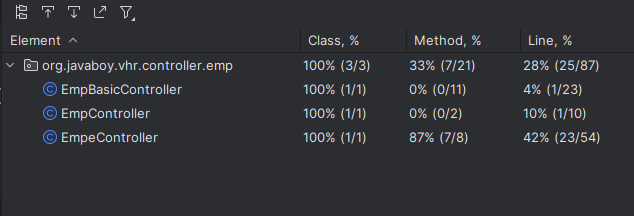 Element Class, % Method, % Line, %
org.javaboy.vhr.controller.emp 100% (3/3) 33% (7/21) 28% (25/87)
EmpBasicController 100% (1/1) 0% (0/11) 4% (1/23)
EmpController 100% (1/1) 0% (0/2) 10% (1/10)
EmpeController 100% (1/1) 87% (7/8) 42% (23/54)